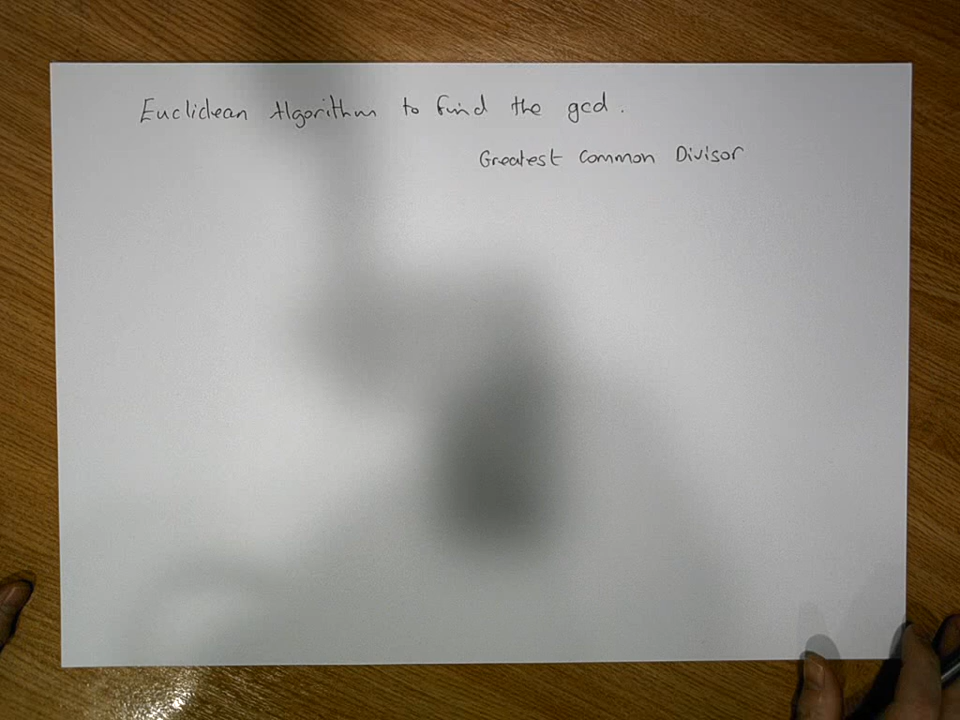 Euclidean Algorithm to find the gcd.
Greatest Common Divisor